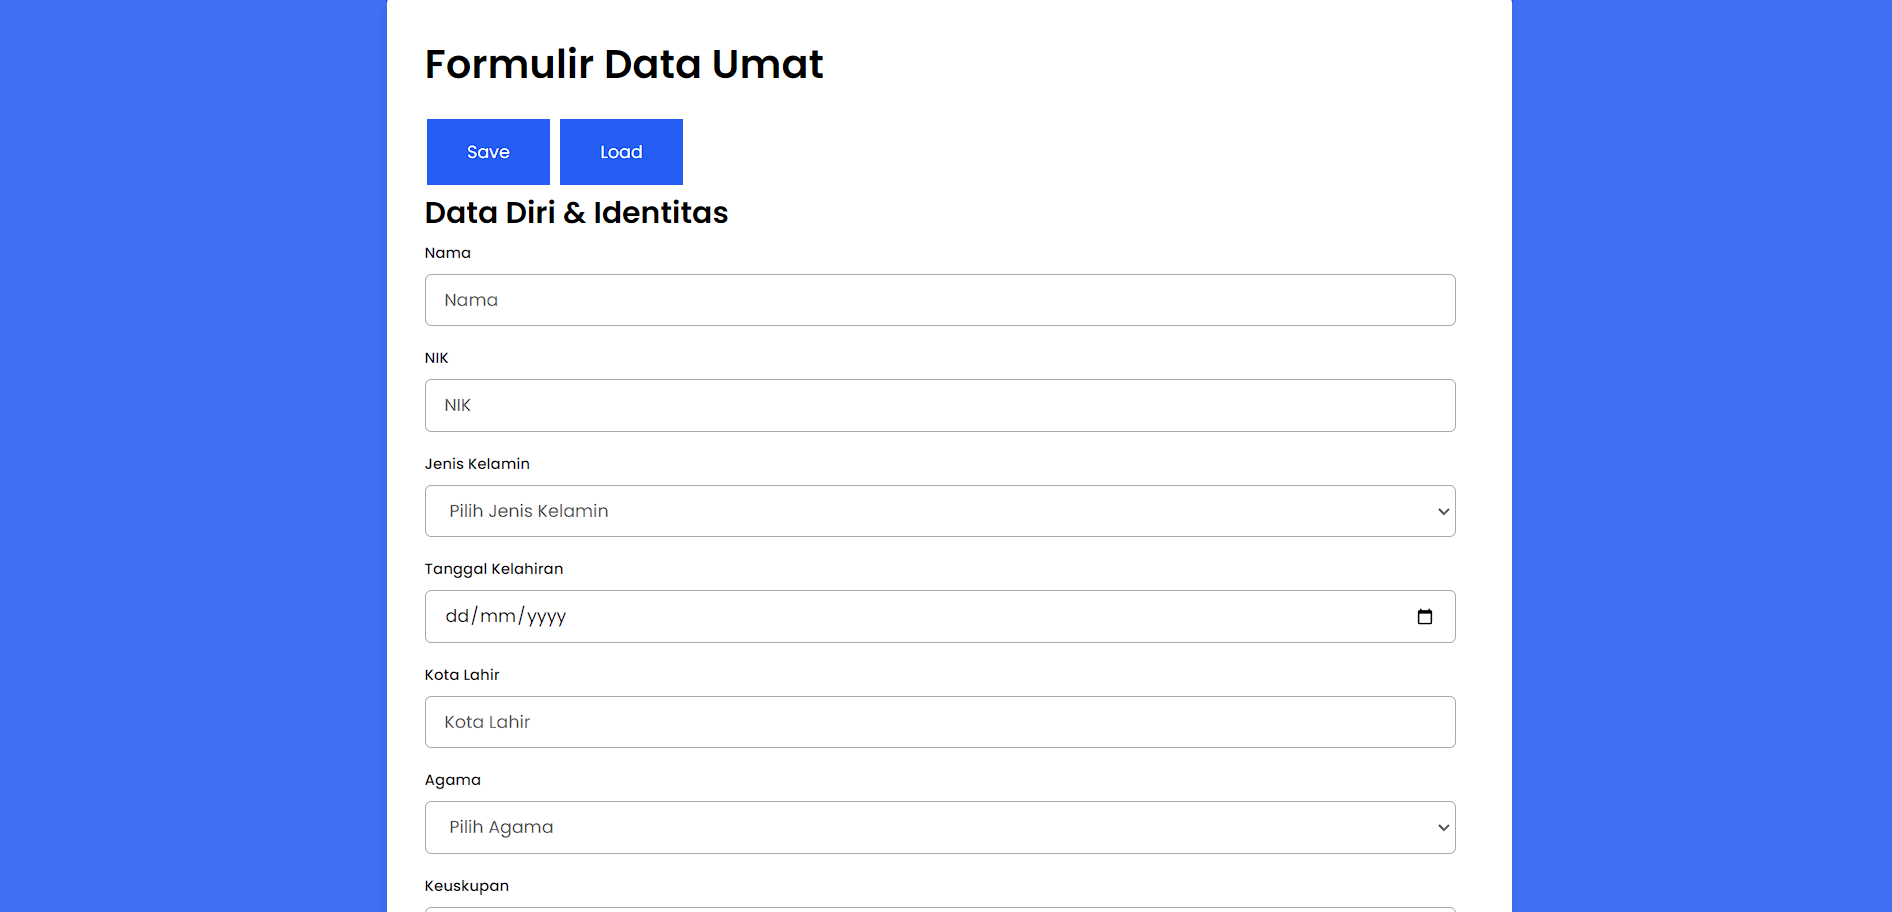 Formulir Data Umat
Save Load
Data Diri & Identitas
Nama
Nama
NIK
NIK
Jenis Kelamin
Pilih Jenis Kelamin
Tanggal Kelahiran
dd/mm/yyyy
Kota Lahir
Kota Lahir
Agama
Pilih Agama
Keuskupan